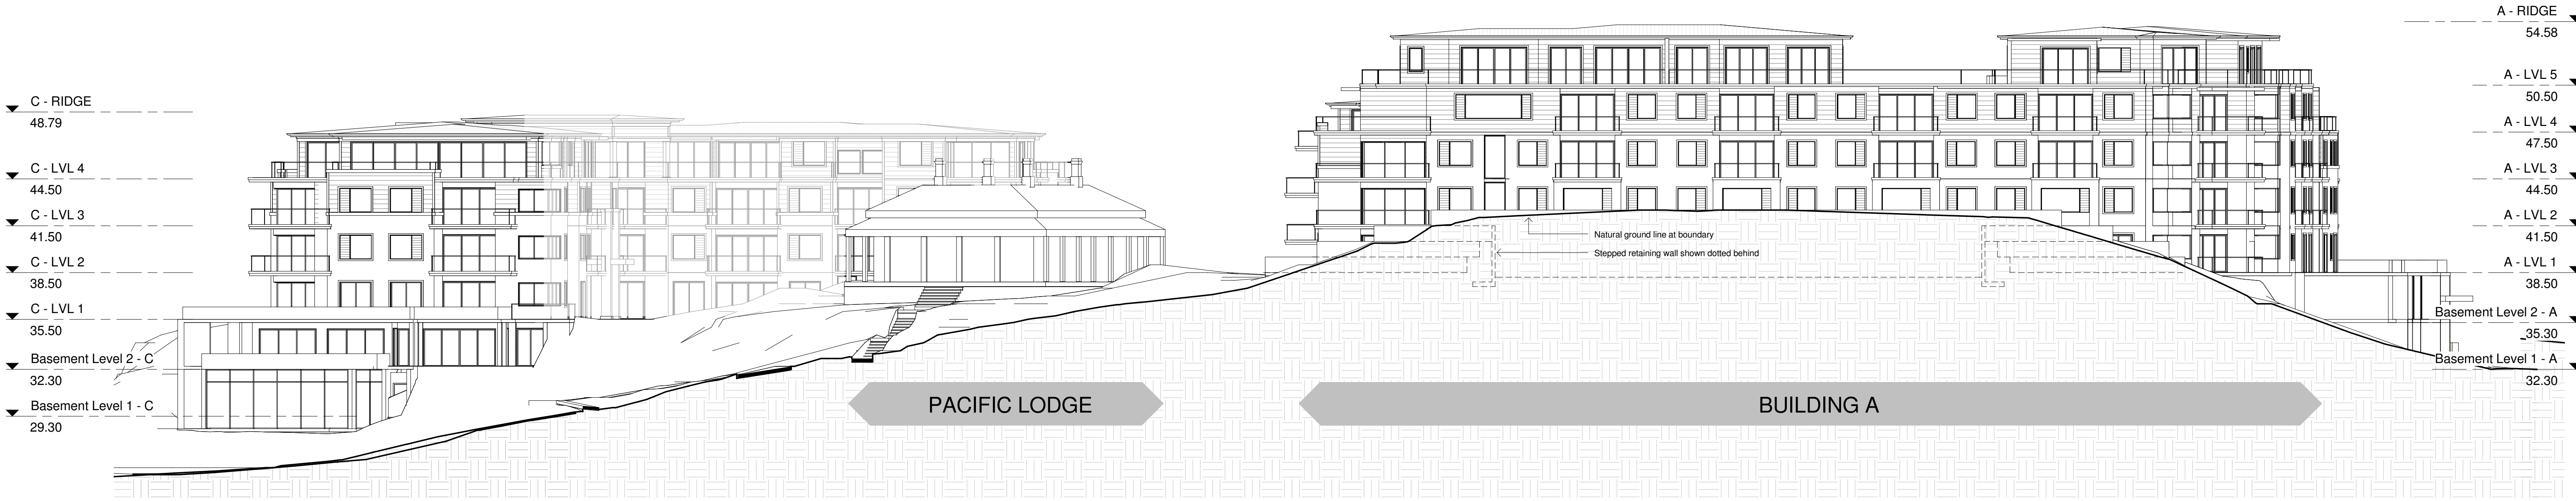 C - RIDGE
48.79
C - LVL 4
44.50
C - LVL 3
41.50
C - LVL 2
38.50
C - LVL 1
35.50
Basement Level 2 - C
32.30
Basement Level 1 - C
29.30
Natural ground line at boundary
Stepped retaining wall shown dotted behind
PACIFIC LODGE
BUILDING A
A - RIDGE
54.58
A - LVL 5
50.50
A - LVL 4
47.50
A - LVL 3
44.50
A - LVL 2
41.50
A - LVL 1
38.50
Basement Level 2 - A
35.30
Basement Level 1 - A
32.30